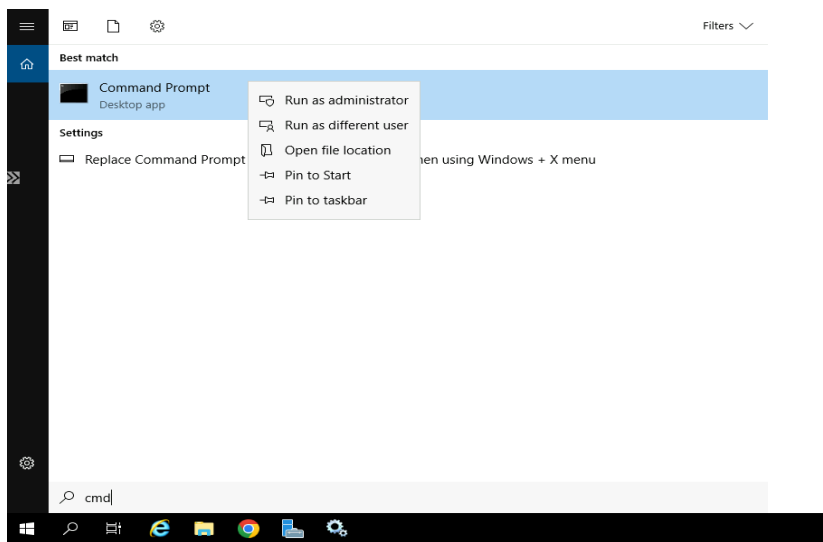 Filters
Best match
Command Prompt
Desktop app
Run as administrator
Run as different user
Open file location
Pin to Start
Pin to taskbar
Settings
Replace Command Prompt
when using Windows + X menu
cmd